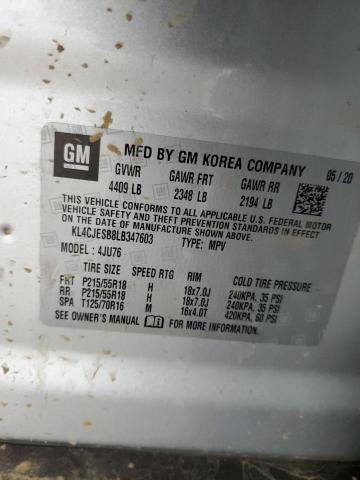 GM MFD BY GM KOREA COMPANY 05/20
GVWR GAWR FRT GAWR RR
4409 LB 2348 LB 2194 LB
THIS VEHICLE CONFORMS TO ALL APPLICABLE U.S. FEDERAL MOTOR
VEHICLE SAFETY, BUMPER, AND THEFT PREVENTION STANDARDS
IN EFFECT ON THE DATE OF MANUFACTURE SHOWN ABOVE.
KL4CJESB8LB347603 TYPE: MPV
4JU76
TIRE SIZE SPEED RTG RIM COLD TIRE PRESSURE
FRT P215/55R18 H 18x7.0J 240KPA, 35 PSI
RR P215/55R18 H 18x7.0J 240KPA, 35 PSI
SPA T125/70R16 M 16x4.0T 420KPA, 60 PSI
SEE OWNER'S MANUAL FOR MORE INFORMATION.